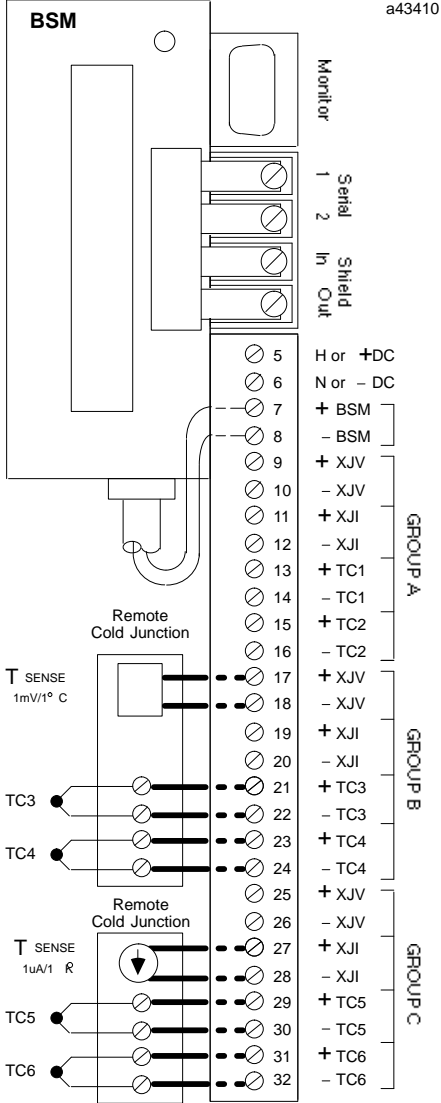 a43410
BSM
Monitor
Serial
1 2
Shield
In Out
5 H or +DC
6 N or – DC
7 + BSM
8 – BSM
9 + XJV
10 – XJV
11 + XJI
12 – XJI
13 + TC1
14 – TC1
15 + TC2
16 – TC2
GROUP A
Remote
Cold Junction
T SENSE
1mV/1° C
17 + XJV
18 – XJV
19 + XJI
20 – XJI
TC3
21 + TC3
22 – TC3
TC4
23 + TC4
24 – TC4
GROUP B
25 + XJV
26 – XJV
Remote
Cold Junction
T SENSE
1uA/1
27 + XJI
28 – XJI
TC5
29 + TC5
30 – TC5
TC6
31 + TC6
32 – TC6
GROUP C